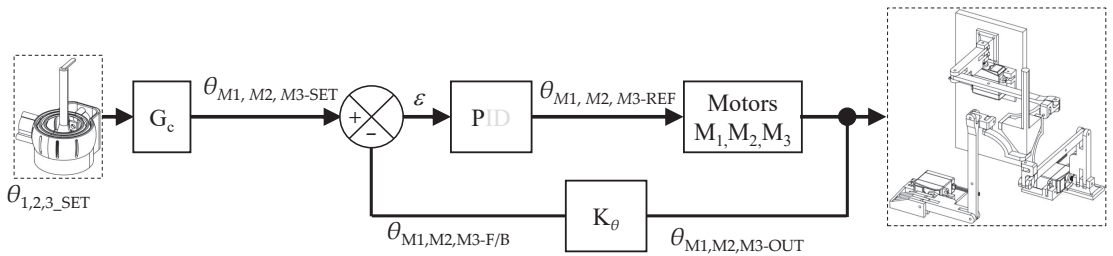 θ1,2,3_SET
Gc
θM1, M2, M3-SET
+
−
ε
PID
θM1, M2, M3-REF
Motors
M1,M2,M3
Kθ
θM1,M2,M3-F/B
θM1,M2,M3-OUT